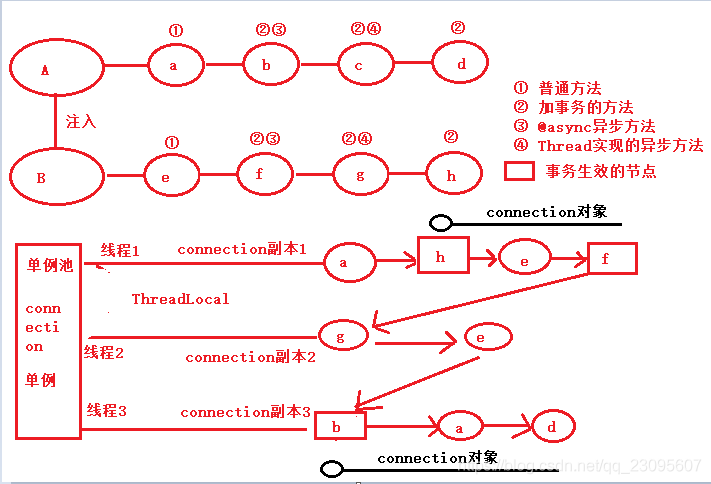 ① ②③ ②④ ②
A a b c d
① 普通方法
② 加事务的方法
③ @async异步方法
④ Thread实现的异步方法
事务生效的节点
注入
① ②③ ②④ ②
B e f g h
connection对象
线程1 connection副本1 a h e f
单例池
connecti
on
单例
ThreadLocal
线程2 connection副本2 g e
线程3 connection副本3 b a d
connection对象
https://blog.csdn.net/qq_23095607